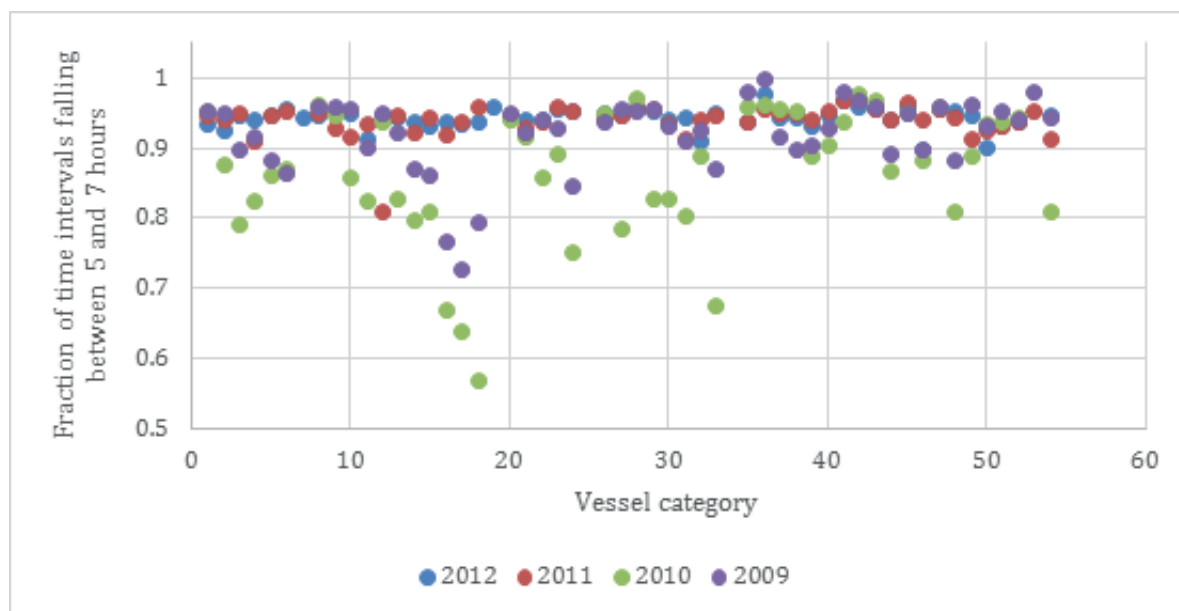 Fraction of time intervals falling
between 5 and 7 hours
1
0.9
0.8
0.7
0.6
0.5
0 10 20 30 40 50 60
Vessel category
2012 2011 2010 2009